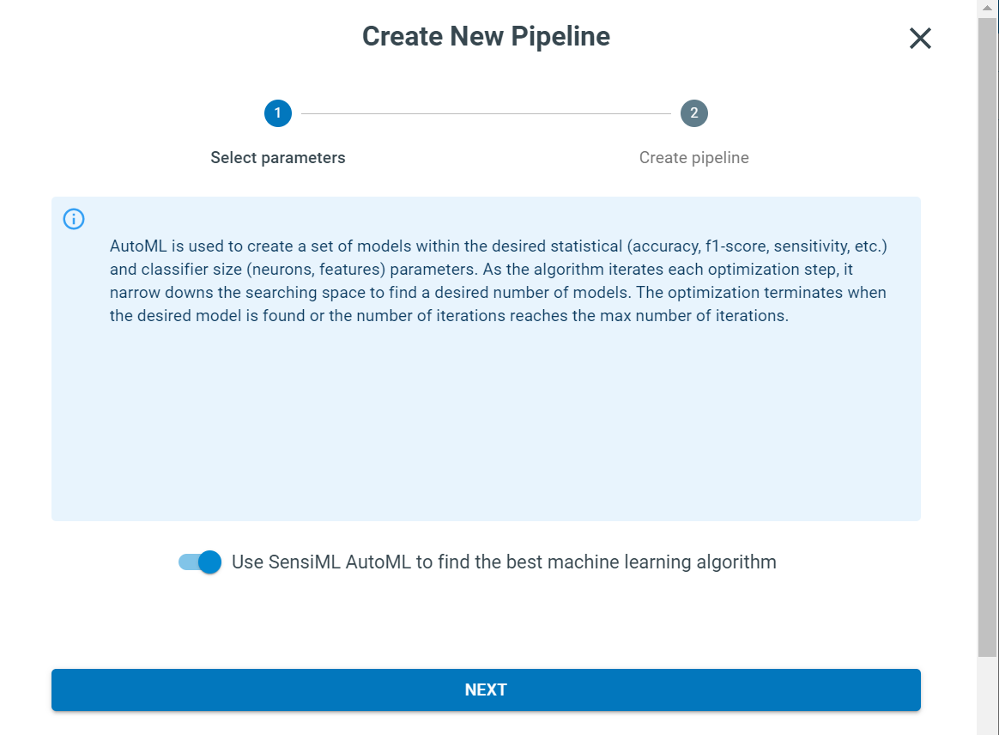 Create New Pipeline
1
2
Select parameters
Create pipeline
AutoML is used to create a set of models within the desired statistical (accuracy, f1-score, sensitivity, etc.)
and classifier size (neurons, features) parameters. As the algorithm iterates each optimization step, it
narrow downs the searching space to find a desired number of models. The optimization terminates when
the desired model is found or the number of iterations reaches the max number of iterations.
Use SensiML AutoML to find the best machine learning algorithm
NEXT